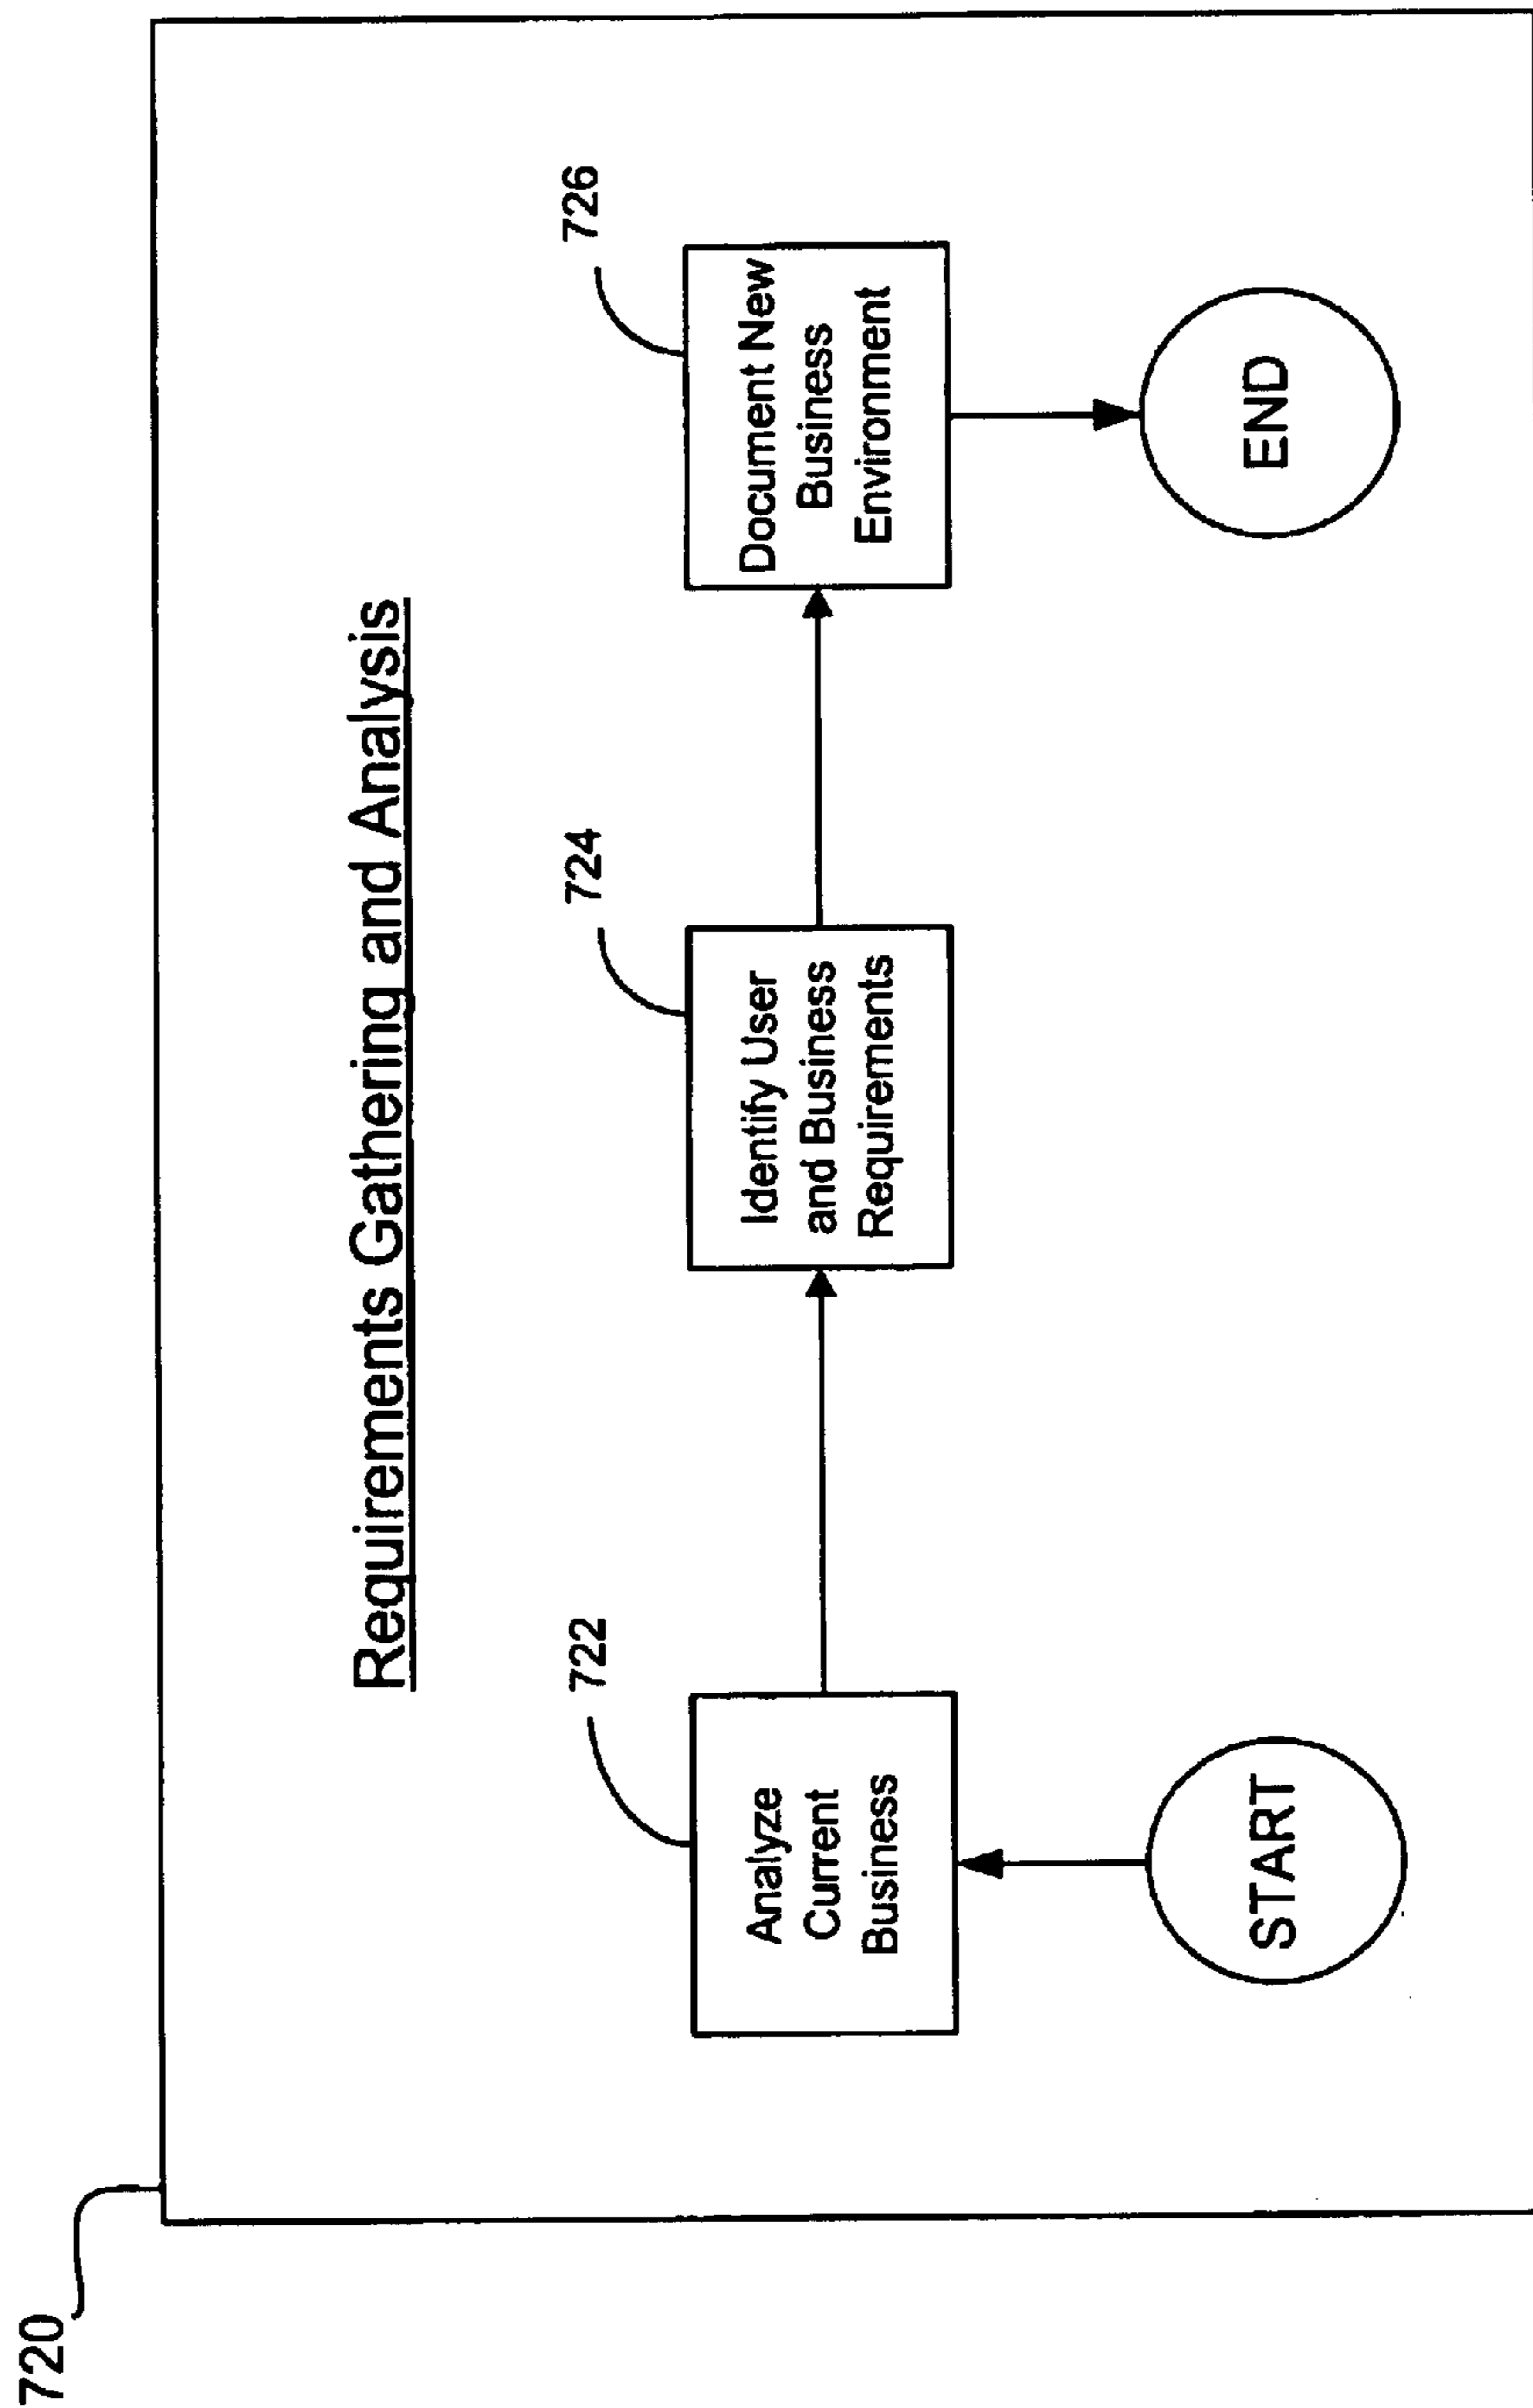 720
Requirements Gathering and Analysis
722
724
726
Analyze
Current
Business
Identify User
and Business
Requirements
Document New
Business
Environment
START
END